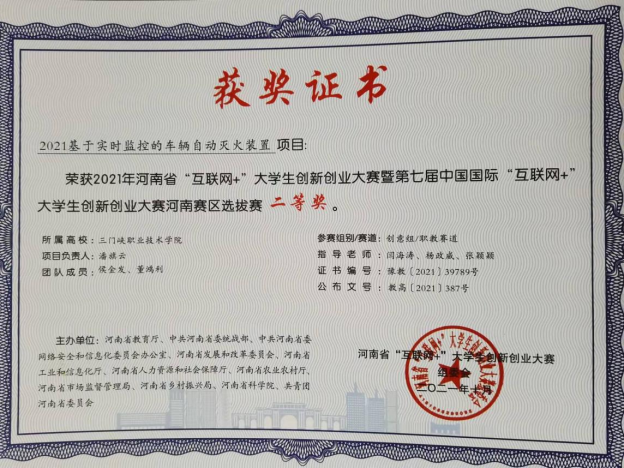 获奖证书
2021基于实时监控的车辆自动灭火装置 项目:
荣获2021年河南省“互联网+”大学生创新创业大赛暨第七届中国国际“互联网+”
大学生创新创业大赛河南赛区选拔赛 二等奖 。
所属高校：三门峡职业技术学院
项目负责人：潘旗云
团队成员：侯金发、董鸿利
参赛组别/赛道：创意组/职教赛道
指导老师：闫海涛、杨政威、张颖颖
证书编号：豫教〔2021〕39789号
公布文号：教高〔2021〕387号
主办单位：河南省教育厅、中共河南省委统战部、中共河南省委
网络安全和信息化委员会办公室、河南省发展和改革委员会、河南省
工业和信息化厅、河南省人力资源和社会保障厅、河南省农业农村厅、
河南省市场监督管理局、河南省乡村振兴局、河南省科学院、共青团
河南省委员会
河南省“互联网+”大学生创新创业大赛
组委会
二〇二一年十月